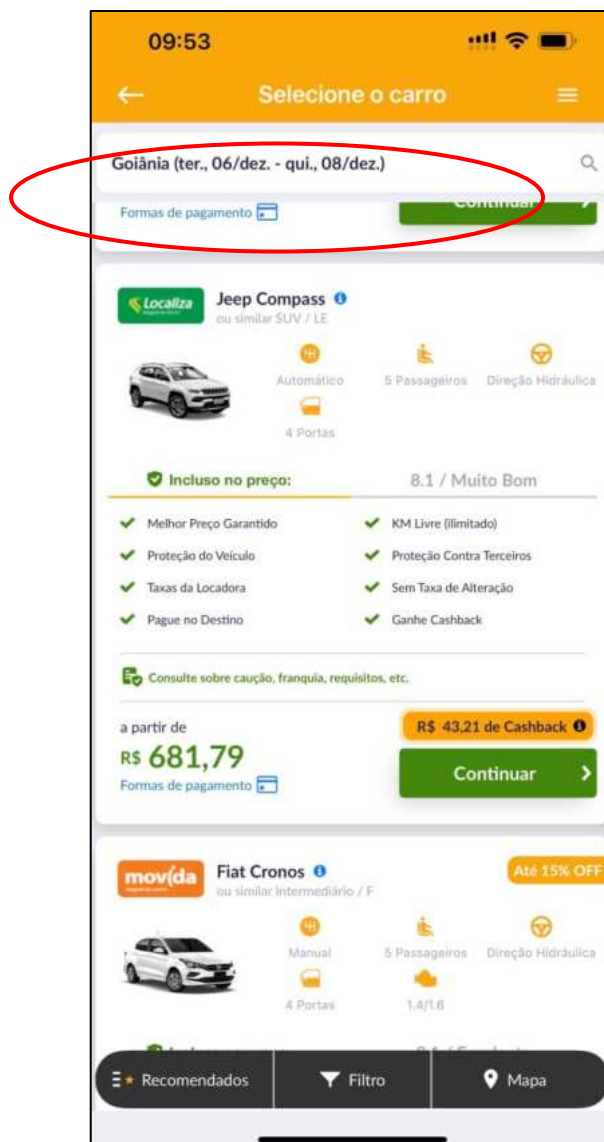 09:53
Selecione o carro
Goiânia (ter., 06/dez. - qui., 08/dez.)
Formas de pagamento
Continuar
Localiza
Jeep Compass
ou similar SUV / LE
Automático
5 Passageiros
Direção Hidráulica
4 Portas
Incluso no preço:
8.1 / Muito Bom
Melhor Preço Garantido
KM Livre (ilimitado)
Proteção do Veículo
Proteção Contra Terceiros
Taxas da Locadora
Sem Taxa de Alteração
Pague no Destino
Ganhe Cashback
Consulte sobre caução, franquia, requisitos, etc.
a partir de
R$ 43,21 de Cashback
R$ 681,79
Formas de pagamento
Continuar
movida
Fiat Cronos
Até 15% OFF
ou similar Intermediário / F
Manual
5 Passageiros
Direção Hidráulica
4 Portas
1.4/1.6
Recomendados
Filtro
Mapa